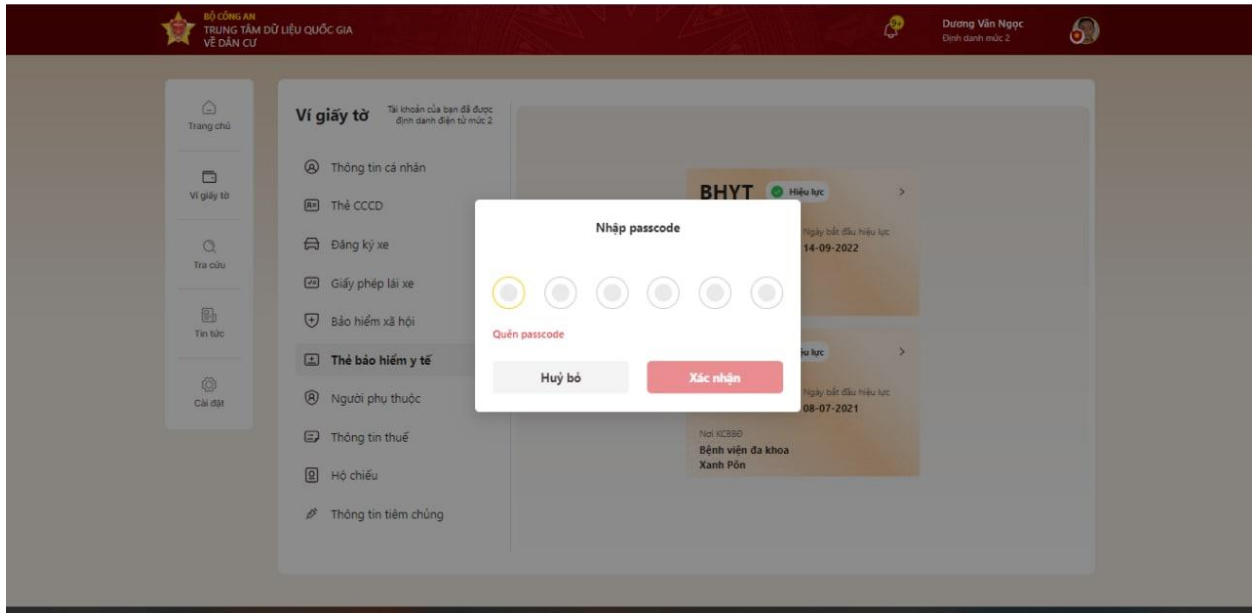 BỘ CÔNG AN
TRUNG TÂM DỮ LIỆU QUỐC GIA
VỀ DÂN CƯ
9+
Dương Văn Ngọc
Định danh mức 2
Trang chủ
Ví giấy tờ
Tra cứu
Tin tức
Cài đặt
Ví giấy tờ
Tài khoản của bạn đã được
định danh điện tử mức 2
Thông tin cá nhân
Thẻ CCCD
Đăng ký xe
Giấy phép lái xe
Bảo hiểm xã hội
Thẻ bảo hiểm y tế
Người phụ thuộc
Thông tin thuế
Hộ chiếu
Thông tin tiêm chủng
BHYT
Hiệu lực
Ngày bắt đầu hiệu lực
14-09-2022
Nhập passcode
Quên passcode
Huỷ bỏ
Xác nhận
lực
Ngày bắt đầu hiệu lực
08-07-2021
Nơi KCBBĐ
Bệnh viện đa khoa
Xanh Pôn